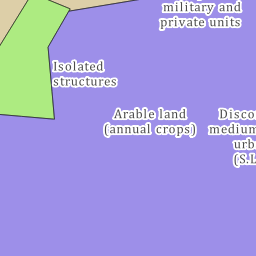 military and
private units
Isolated
structures
Arable land
(annual crops)
Disco
medium
urb
(S.L